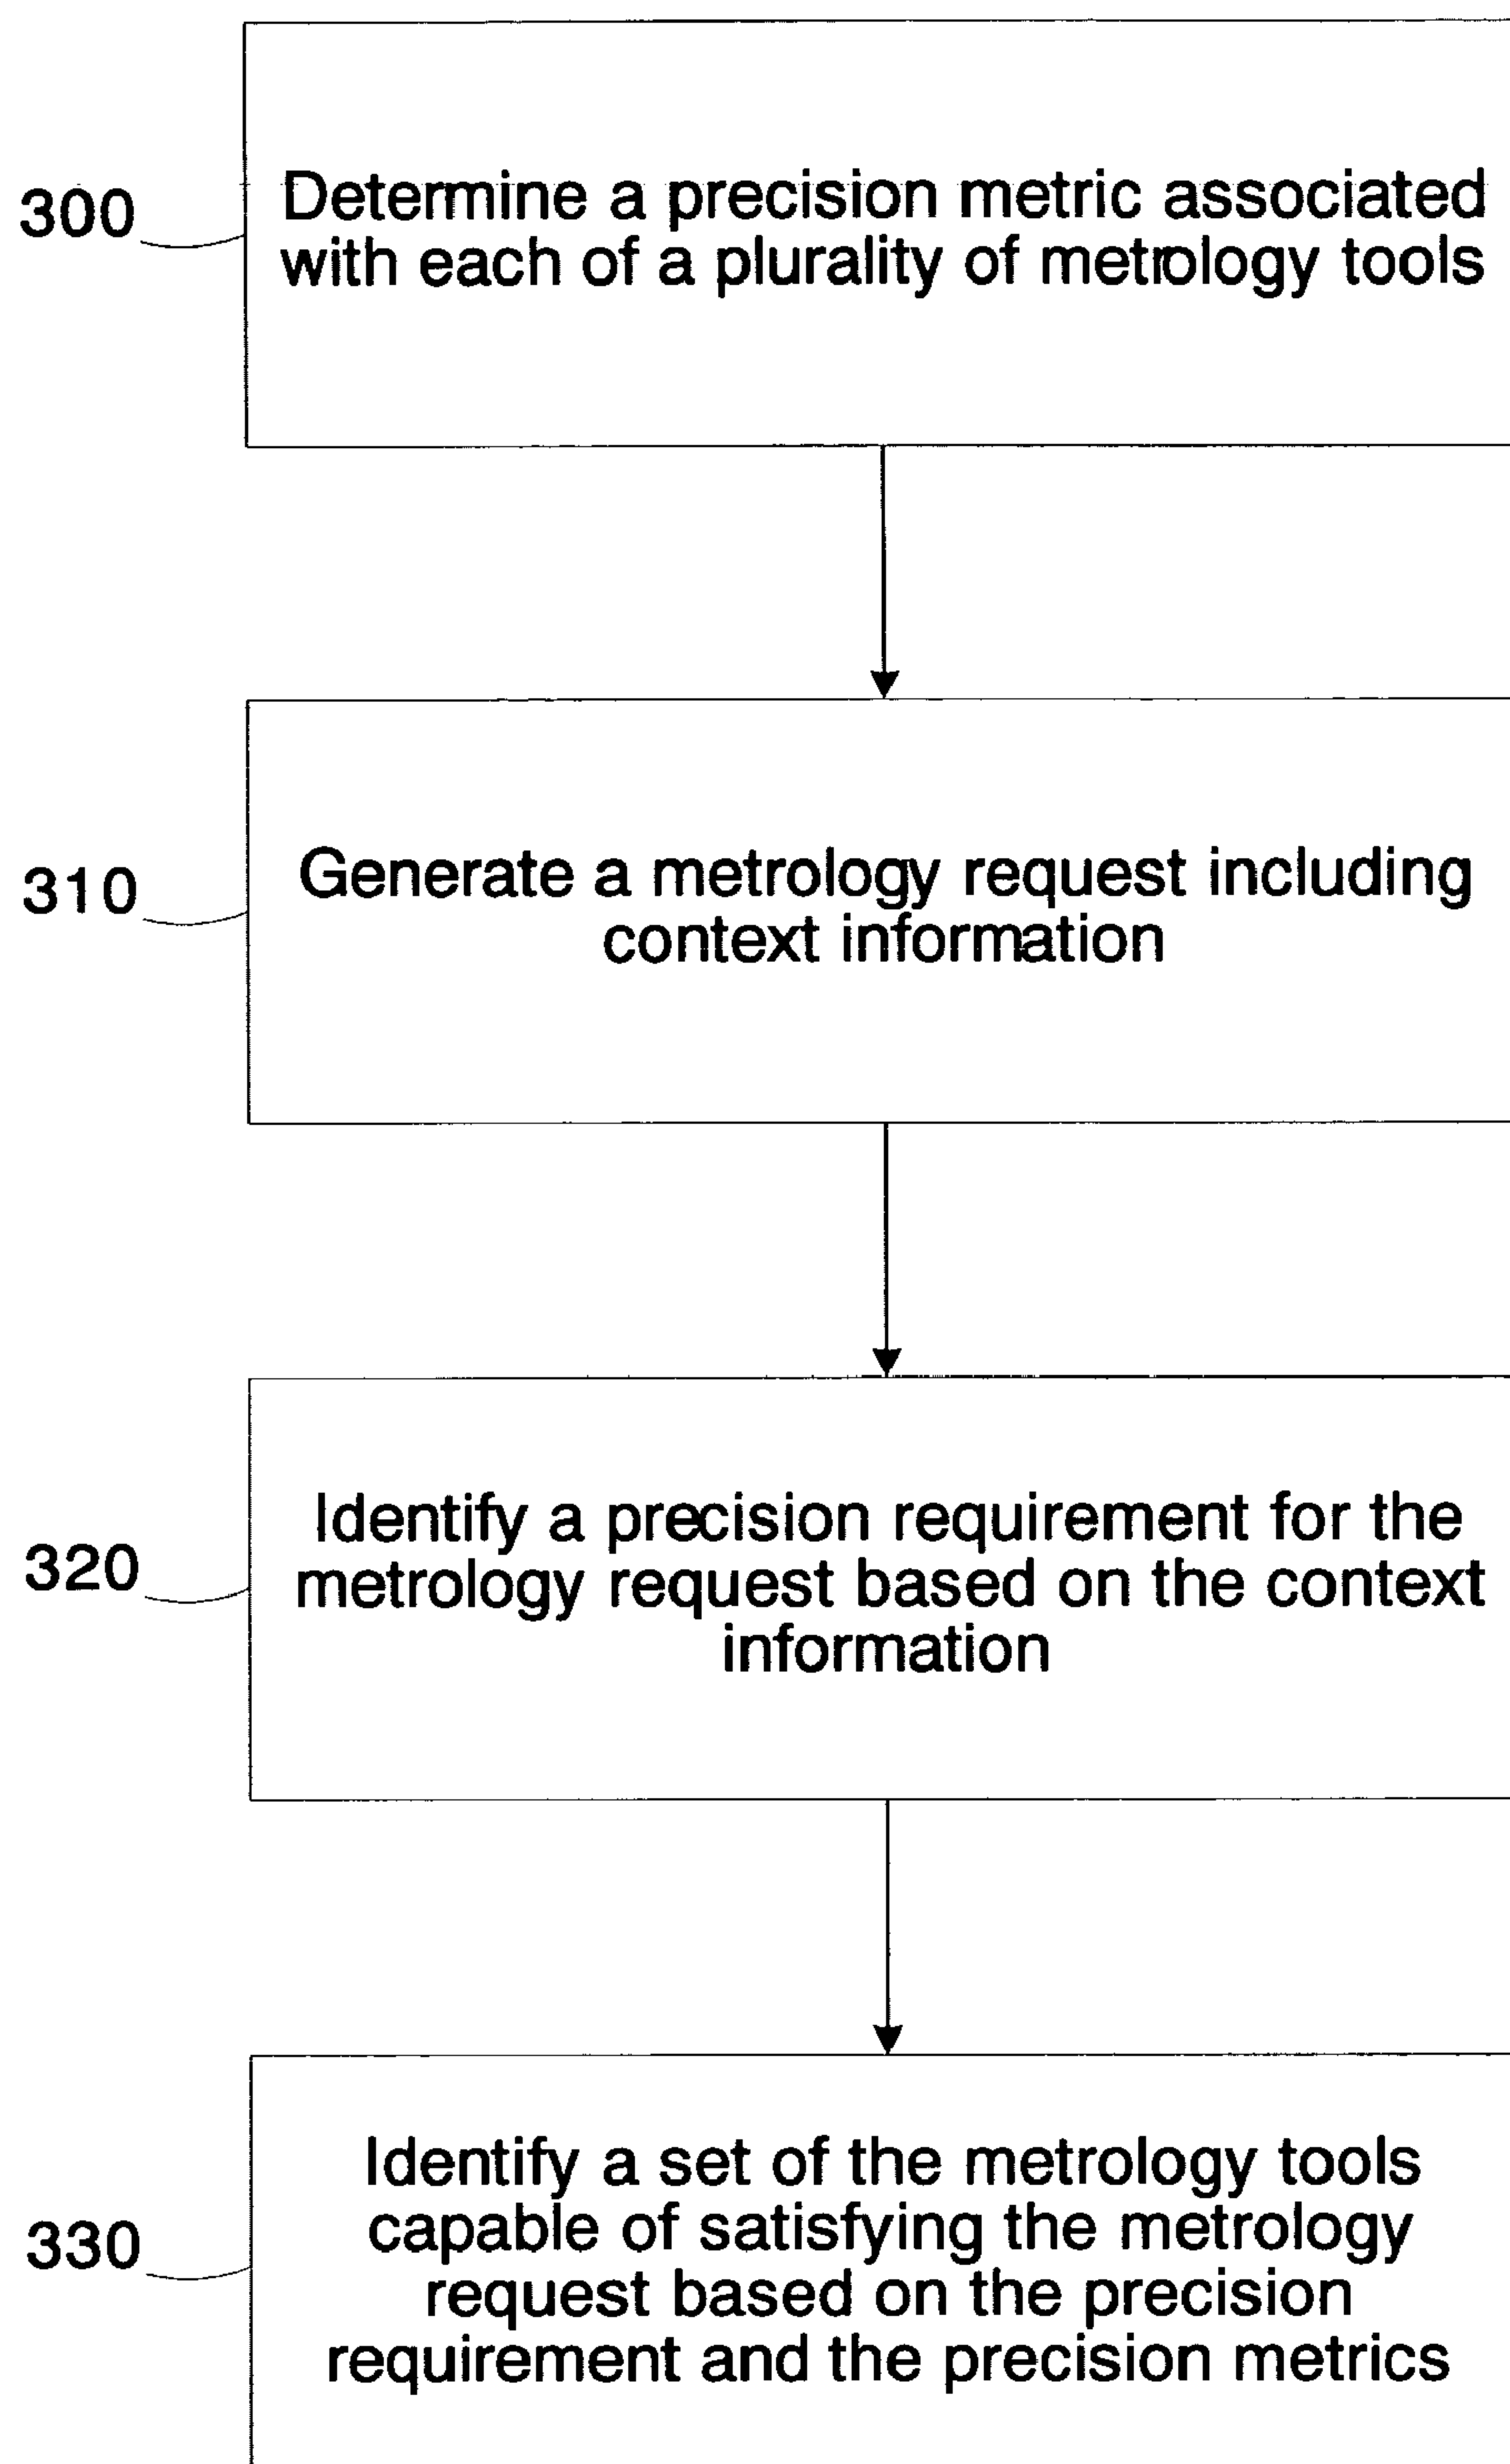 300
Determine a precision metric associated
with each of a plurality of metrology tools
310
Generate a metrology request including
context information
320
Identify a precision requirement for the
metrology request based on the context
information
330
Identify a set of the metrology tools
capable of satisfying the metrology
request based on the precision
requirement and the precision metrics